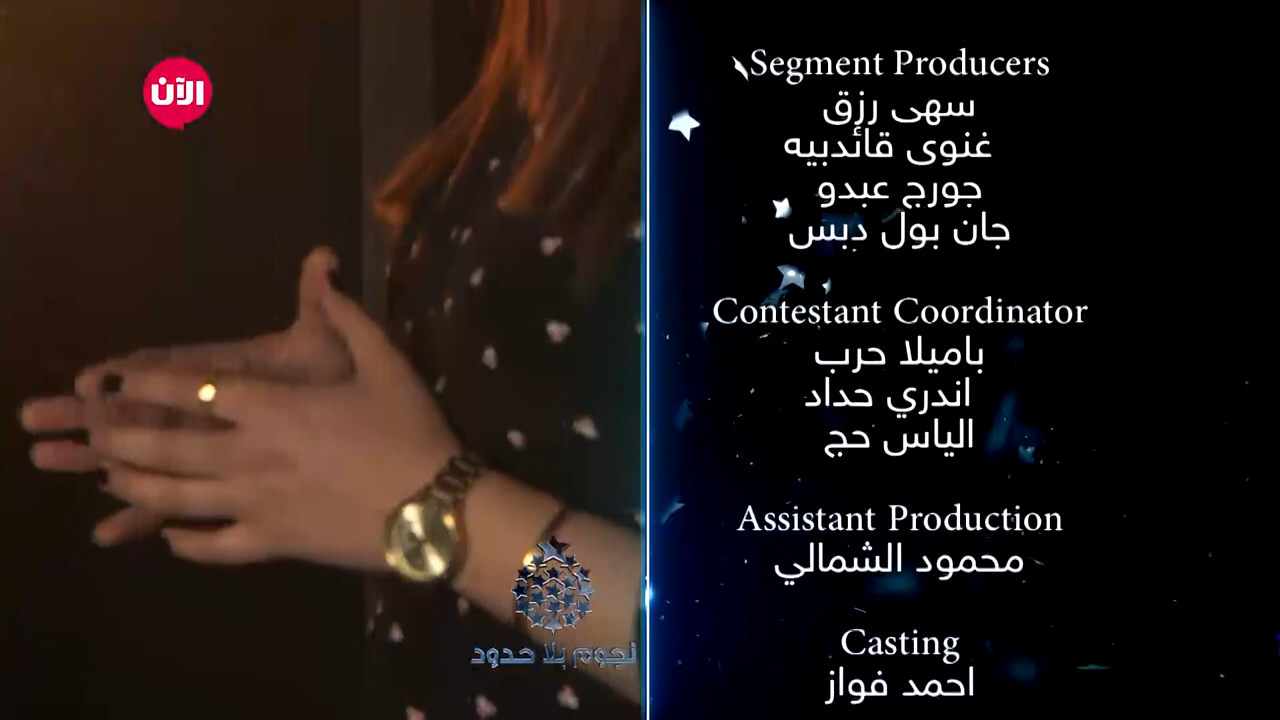 الآن
Segment Producers
سهى رزق
غنوى قائدبيه
جورج عبدو
جان بول دبس
Contestant Coordinator
باميلا حرب
اندري حداد
الياس حج
Assistant Production
محمود الشمالي
Casting
احمد فواز
نجوم بلا حدود